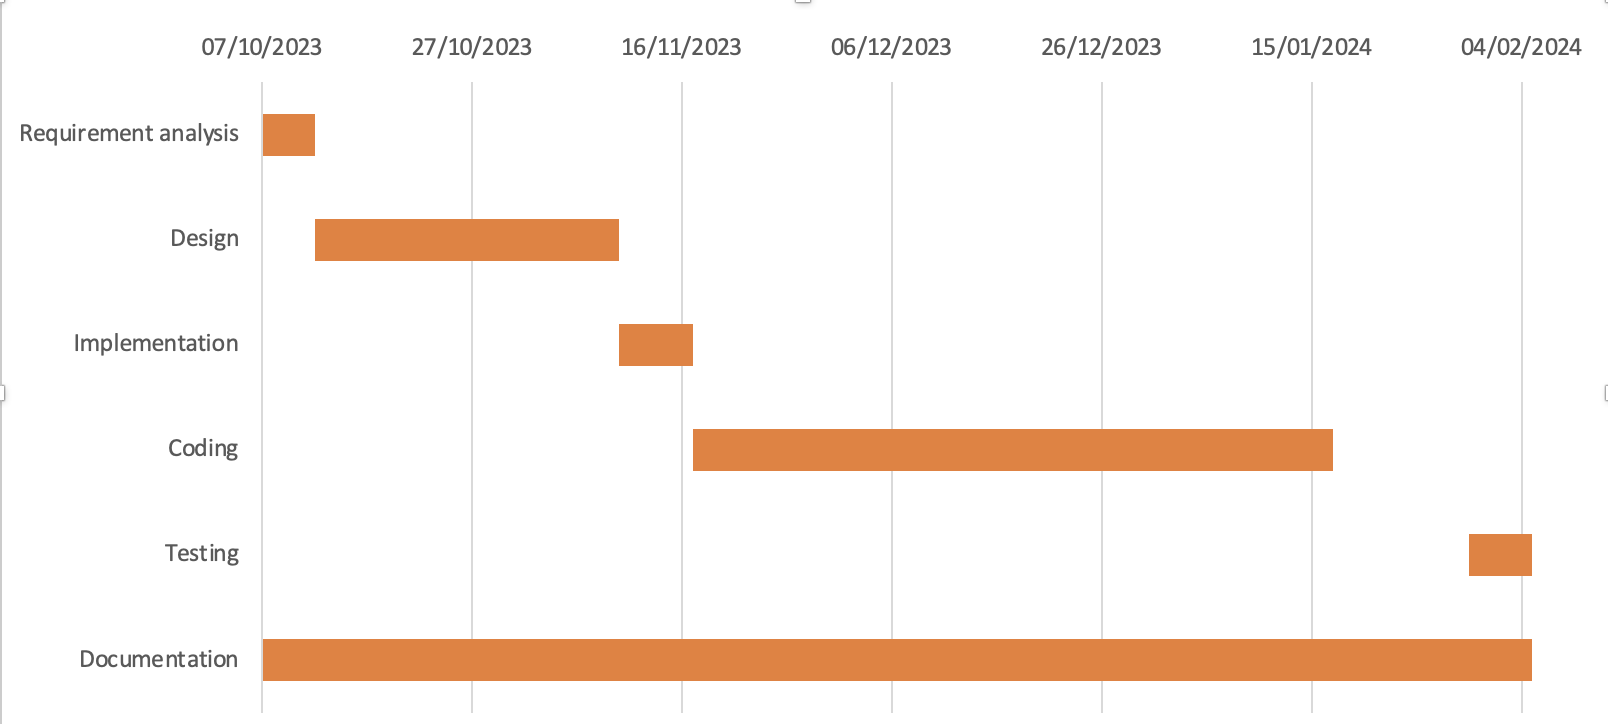 07/10/2023 27/10/2023 16/11/2023 06/12/2023 26/12/2023 15/01/2024 04/02/2024
Requirement analysis
Design
Implementation
Coding
Testing
Documentation